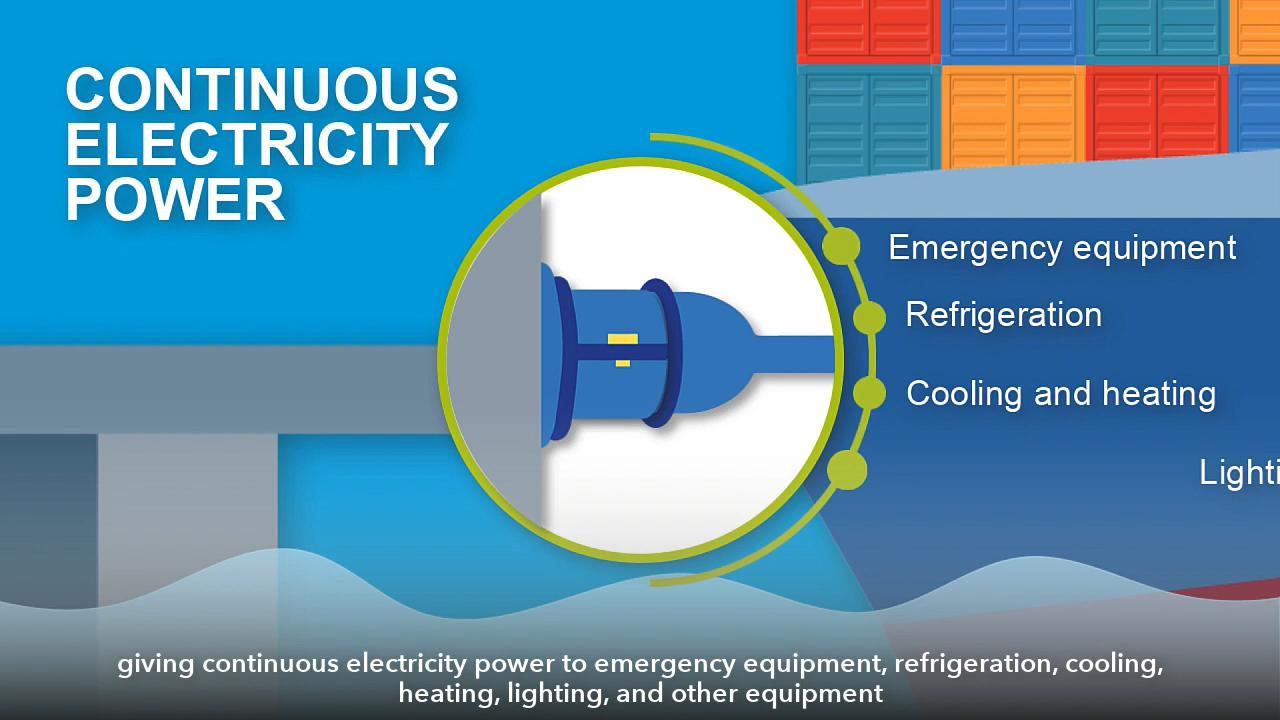 CONTINUOUS
ELECTRICITY
POWER
Emergency equipment
Refrigeration
Cooling and heating
Lighti
giving continuous electricity power to emergency equipment, refrigeration, cooling,
heating, lighting, and other equipment